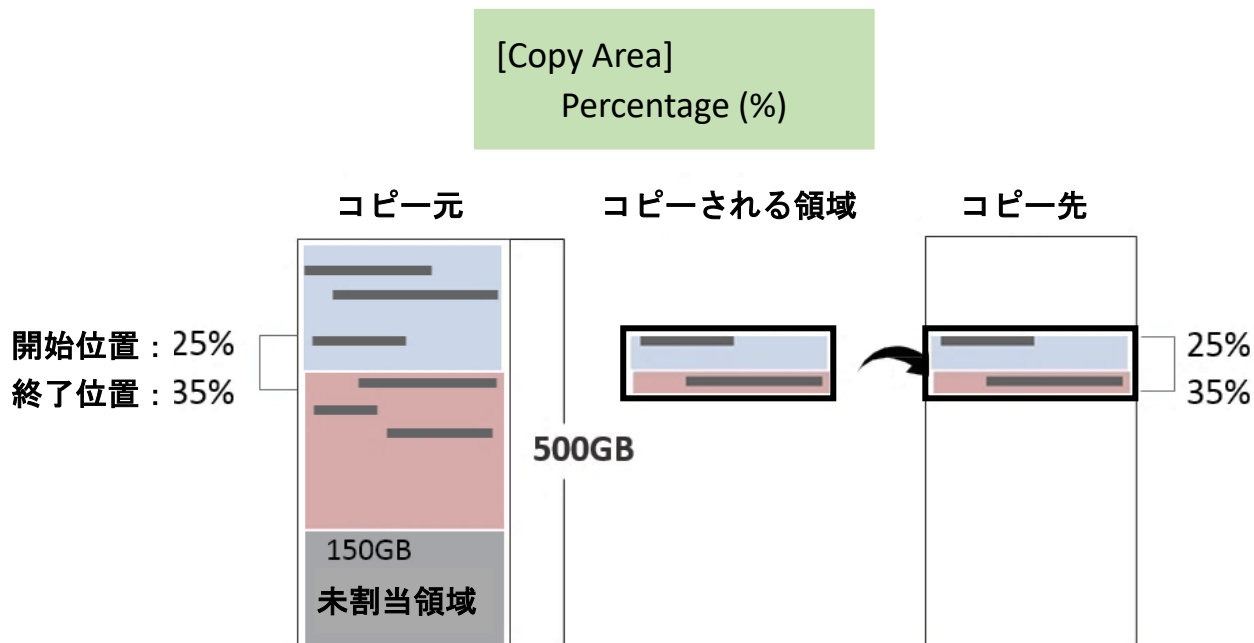 [Copy Area]
Percentage (%)
コピー元
コピーされる領域
コピー先
開始位置：25%
終了位置：35%
25%
35%
500GB
150GB
未割当領域